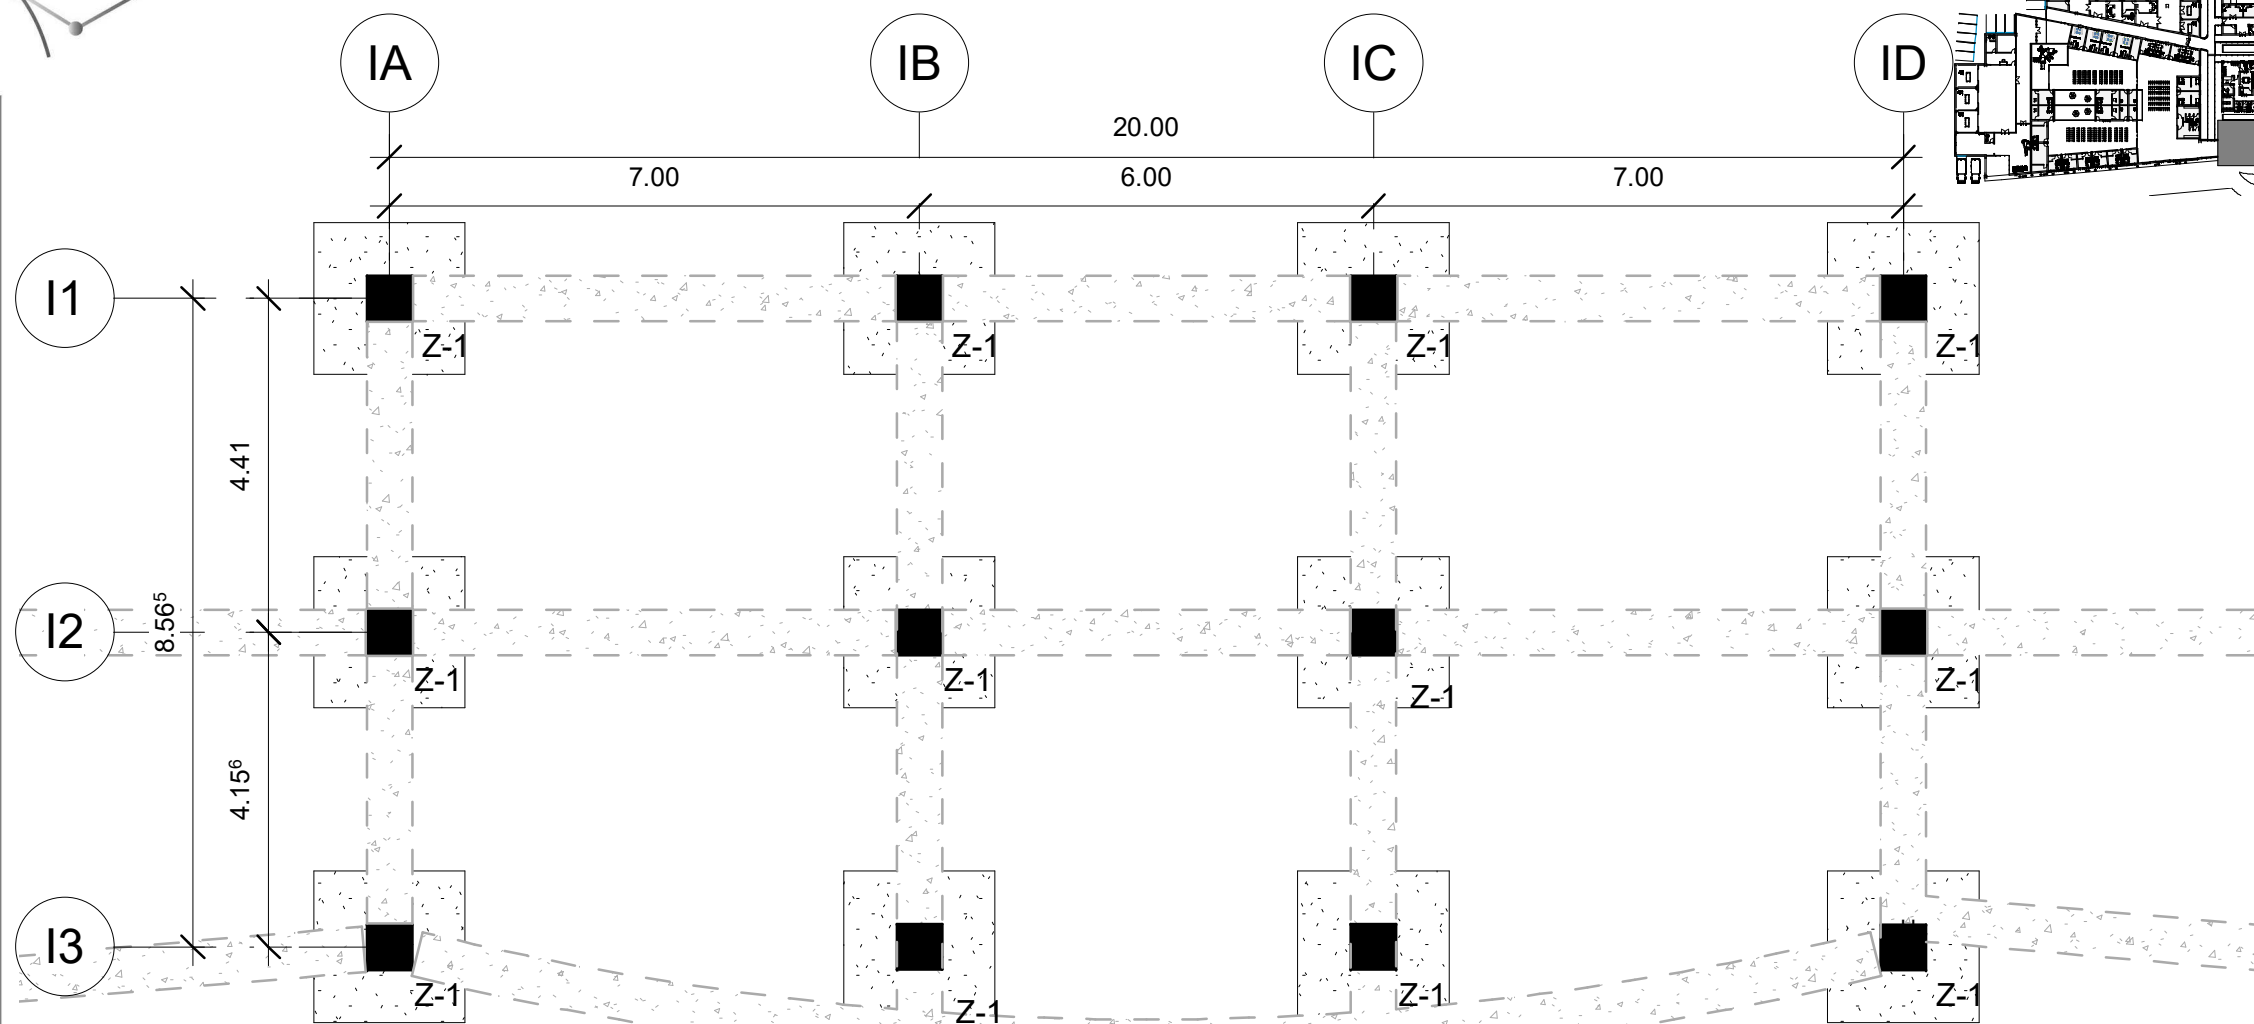 IA IB IC ID
20.00
7.00 6.00 7.00
I1
Z-1 Z-1 Z-1 Z-1
4.41
I2
8.56⁵
Z-1 Z-1 Z-1 Z-1
4.15⁶
I3
Z-1 Z-1 Z-1 Z-1